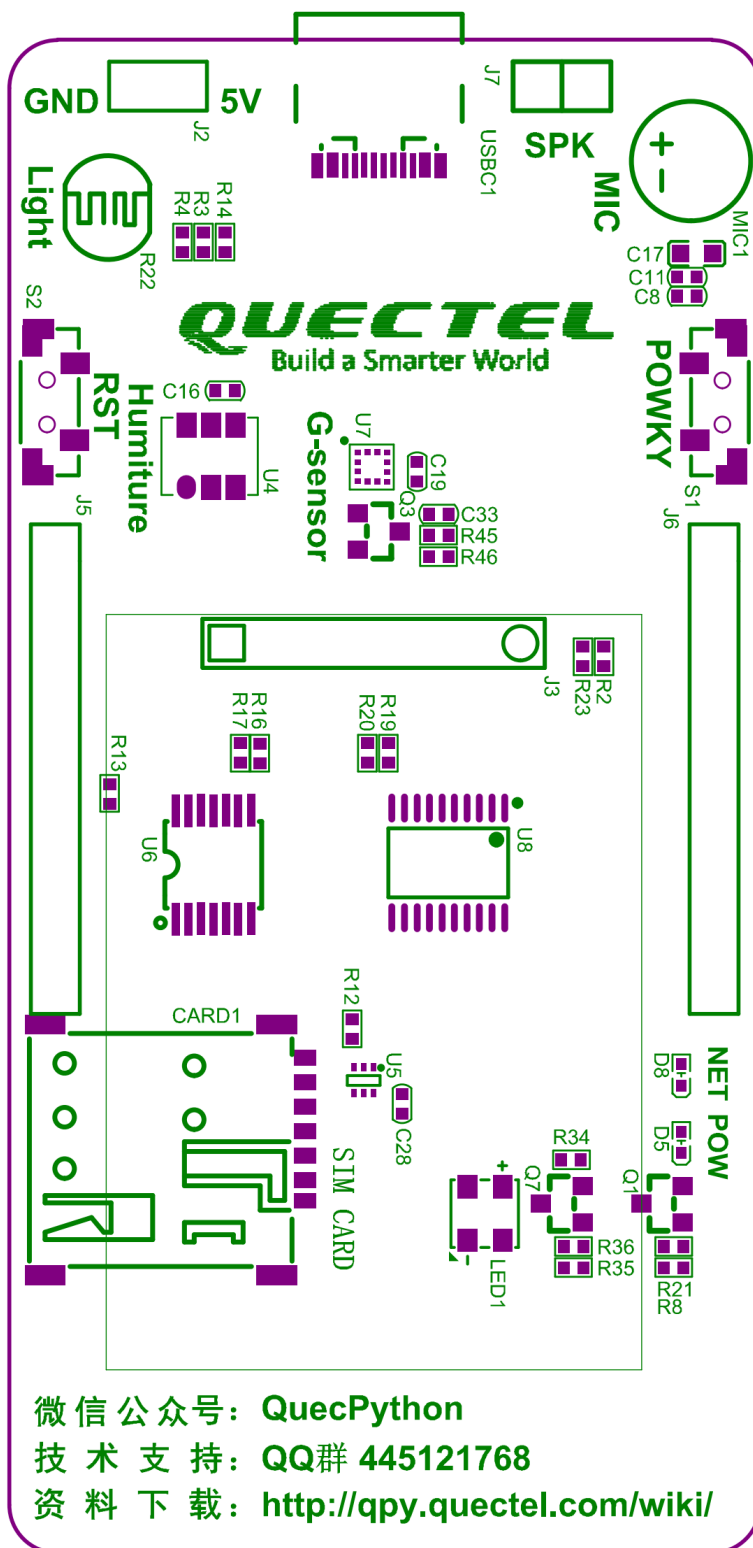 GND
5V
J2
J7
SPK
USBC1
MIC
MIC1
Light
R4
R3
R14
R22
C17
C11
C8
S2
QUECTEL
Build a Smarter World
RST
Humiture
C16
U4
G-sensor
U7
C19
Q3
C33
R45
R46
POWKY
S1
J5
J6
J3
R23
R2
R17
R16
R20
R19
R13
U6
U8
CARD1
R12
U5
C28
SIM CARD
NET POW
D8
D5
R34
Q7
Q1
LED1
R36
R35
R21
R8
微信公众号：QuecPython
技术支持：QQ群 445121768
资料下载：http://qpy.quectel.com/wiki/